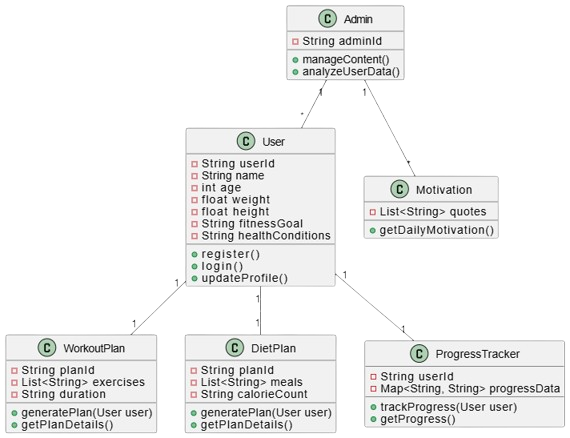 C Admin
String adminId
manageContent()
analyzeUserData()
1
1
*
*
C User
String userId
String name
int age
float weight
float height
String fitnessGoal
String healthConditions
register()
login()
updateProfile()
C Motivation
List<String> quotes
getDailyMotivation()
1
1
1
1
1
1
C WorkoutPlan
String planId
List<String> exercises
String duration
generatePlan(User user)
getPlanDetails()
C DietPlan
String planId
List<String> meals
String calorieCount
generatePlan(User user)
getPlanDetails()
C ProgressTracker
String userId
Map<String, String> progressData
trackProgress(User user)
getProgress()